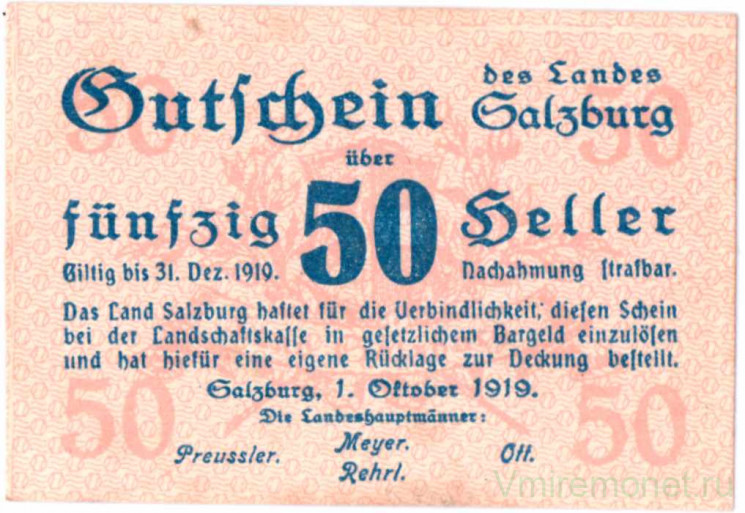 50 50
Gutschein des Landes Salzburg
über
fünfzig 50 Heller
Giltig bis 31. Dez. 1919. Nachahmung strafbar.
Das Land Salzburg haftet für die Verbindlichkeit, diesen Schein
bei der Landschaftskasse in gesetzlichem Bargeld einzulösen
und hat hiefür eine eigene Rücklage zur Deckung bestellt.
Salzburg, 1. Oktober 1919.
Die Landeshauptmänner:
Preussler. Meyer. Ott.
Rehrl.
50 50
Vmiremonet.ru